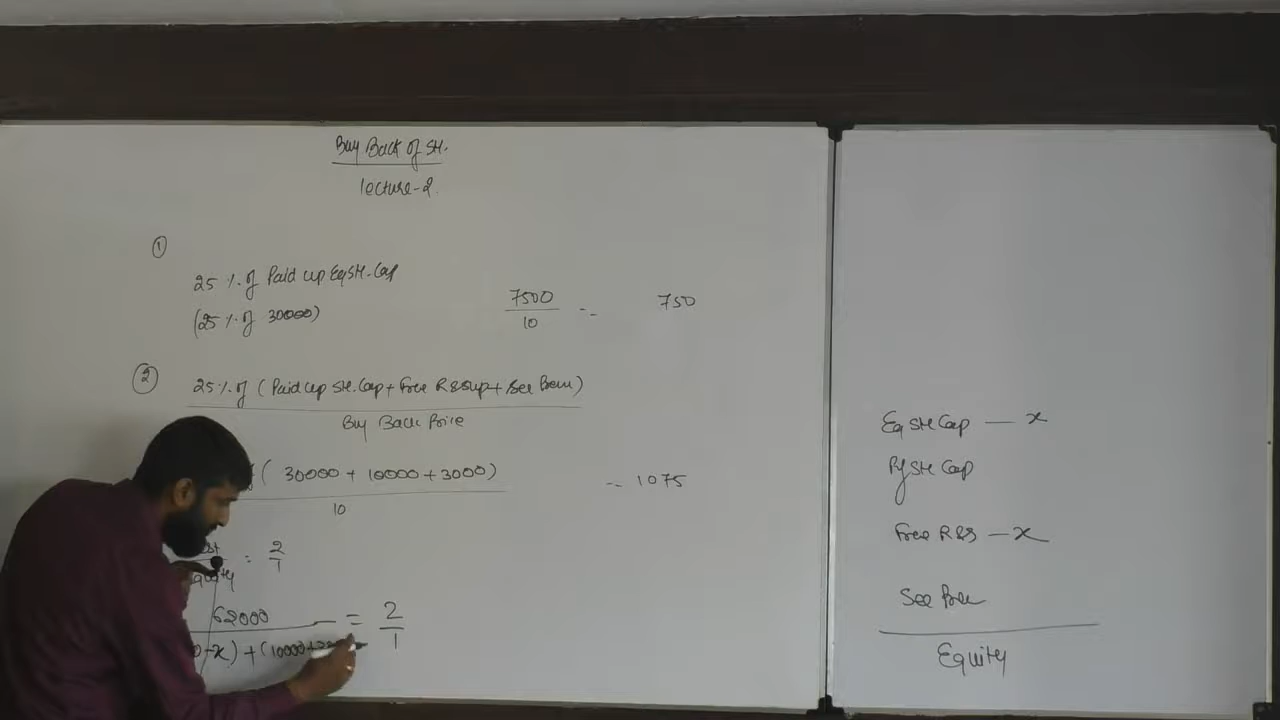 Buy Back of SH.
Lecture-2.
①
25 % of Paid up Eq SH. Cap
(25 % of 30000)
7500
10
=
750
②
25% of (Paid up SH. Cap + Free R&Sup + Sec Prem)
Buy Back Price
( 30000 + 10000 + 3000)
10
= 1075
= 2
1
62000 = 2
1
-x) + (10000+
Eq SH Cap — x
Pf SH Cap
Free R&S — x
Sec Prem
Equity